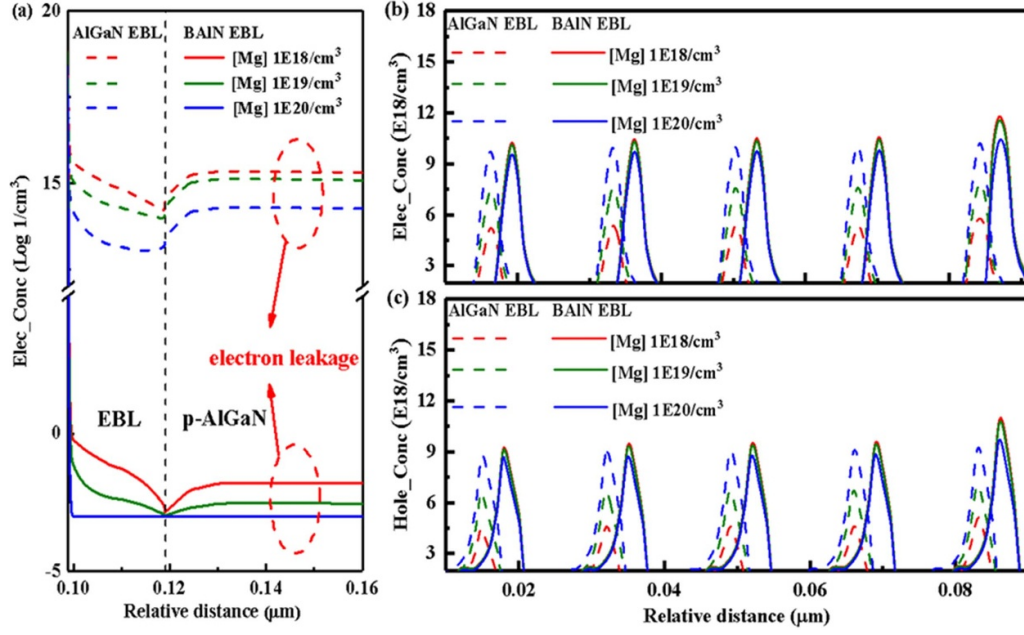 (a)
20
15
0
-5
Elec_Conc (Log 1/cm³)
AlGaN EBL BAlN EBL
[Mg] 1E18/cm³
[Mg] 1E19/cm³
[Mg] 1E20/cm³
electron leakage
EBL p-AlGaN
0.10 0.12 0.14 0.16
Relative distance (μm)
(b)
18
15
12
9
6
3
Elec_Conc (E18/cm³)
AlGaN EBL BAlN EBL
[Mg] 1E18/cm³
[Mg] 1E19/cm³
[Mg] 1E20/cm³
(c)
18
15
12
9
6
3
Hole_Conc (E18/cm³)
AlGaN EBL BAlN EBL
[Mg] 1E18/cm³
[Mg] 1E19/cm³
[Mg] 1E20/cm³
0.02 0.04 0.06 0.08
Relative distance (μm)